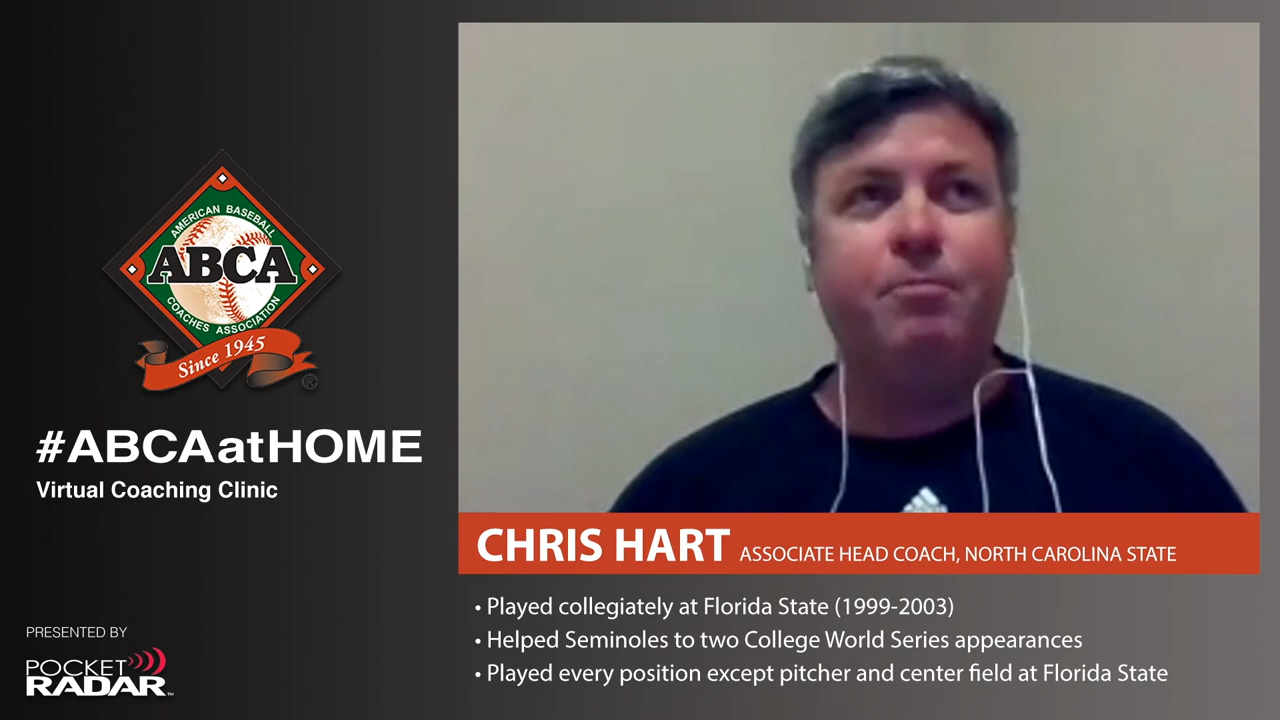 AMERICAN BASEBALL
ABCA
COACHES ASSOCIATION
Since 1945
®
#ABCAatHOME
Virtual Coaching Clinic
PRESENTED BY
POCKET
RADAR™
CHRIS HART ASSOCIATE HEAD COACH, NORTH CAROLINA STATE
• Played collegiately at Florida State (1999-2003)
• Helped Seminoles to two College World Series appearances
• Played every position except pitcher and center field at Florida State